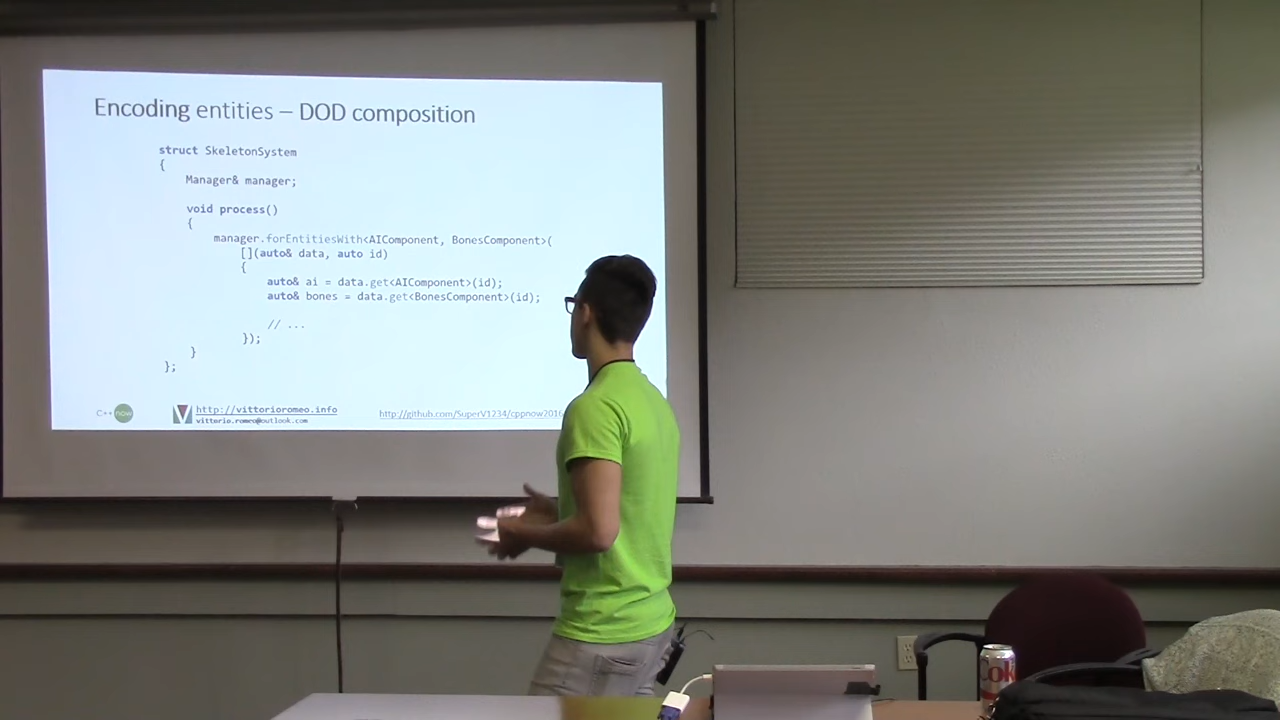 Encoding entities – DOD composition
struct SkeletonSystem
{
Manager& manager;
void process()
{
manager.forEntitiesWith<AIComponent, BonesComponent>(
[](auto& data, auto id)
{
auto& ai = data.get<AIComponent>(id);
auto& bones = data.get<BonesComponent>(id);
// ...
});
}
};
C++ now
V http://vittorioromeo.info
vittorio.romeo@outlook.com
http://github.com/SuperV1234/cppnow2016
Coke